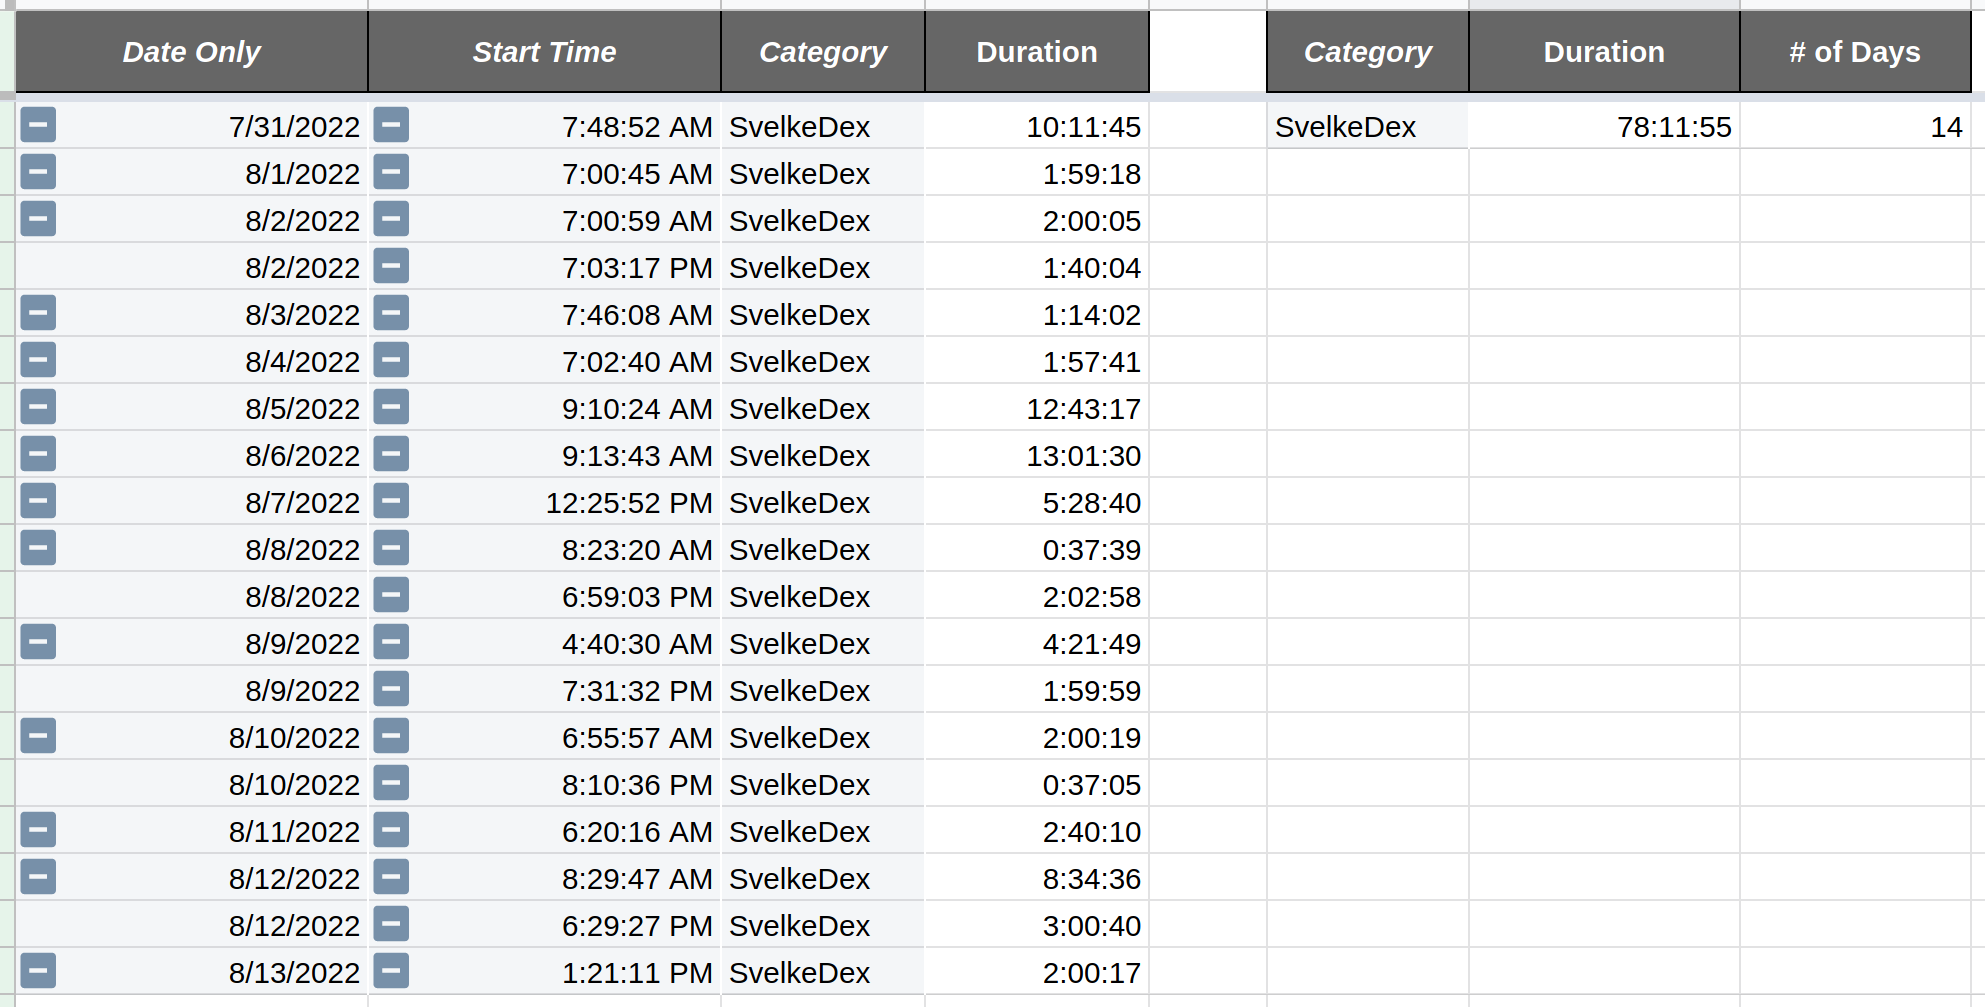 Date Only Start Time Category Duration Category Duration # of Days
7/31/2022 7:48:52 AM SvelkeDex 10:11:45 SvelkeDex 78:11:55 14
8/1/2022 7:00:45 AM SvelkeDex 1:59:18
8/2/2022 7:00:59 AM SvelkeDex 2:00:05
8/2/2022 7:03:17 PM SvelkeDex 1:40:04
8/3/2022 7:46:08 AM SvelkeDex 1:14:02
8/4/2022 7:02:40 AM SvelkeDex 1:57:41
8/5/2022 9:10:24 AM SvelkeDex 12:43:17
8/6/2022 9:13:43 AM SvelkeDex 13:01:30
8/7/2022 12:25:52 PM SvelkeDex 5:28:40
8/8/2022 8:23:20 AM SvelkeDex 0:37:39
8/8/2022 6:59:03 PM SvelkeDex 2:02:58
8/9/2022 4:40:30 AM SvelkeDex 4:21:49
8/9/2022 7:31:32 PM SvelkeDex 1:59:59
8/10/2022 6:55:57 AM SvelkeDex 2:00:19
8/10/2022 8:10:36 PM SvelkeDex 0:37:05
8/11/2022 6:20:16 AM SvelkeDex 2:40:10
8/12/2022 8:29:47 AM SvelkeDex 8:34:36
8/12/2022 6:29:27 PM SvelkeDex 3:00:40
8/13/2022 1:21:11 PM SvelkeDex 2:00:17